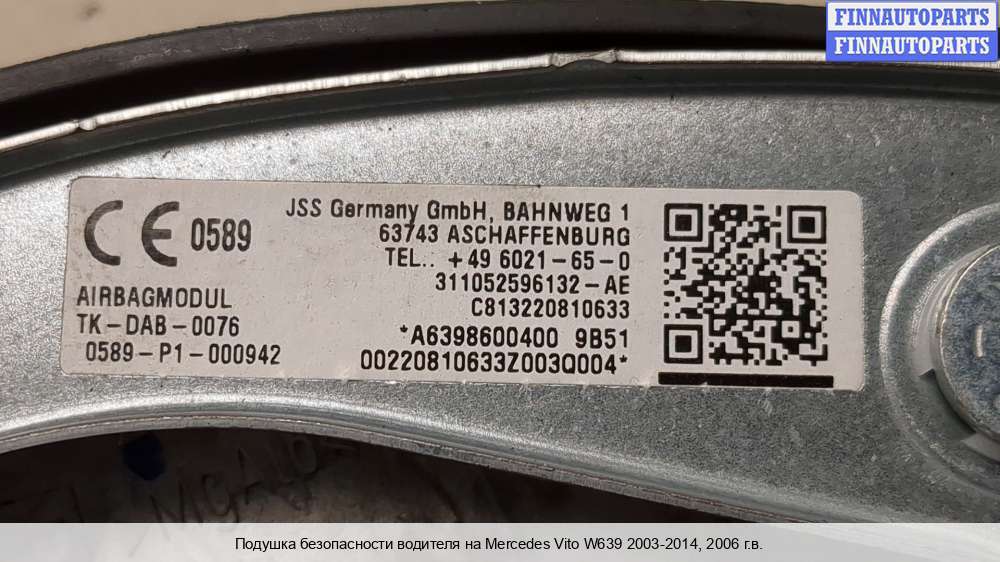 FINNAUTOPARTS
FINNAUTOPARTS
CE 0589
JSS Germany GmbH, BAHNWEG 1
63743 ASCHAFFENBURG
TEL.. +49 6021-65-0
311052596132-AE
C813220810633
AIRBAGMODUL
TK-DAB-0076
0589-P1-000942
*A6398600400 9B51
00220810633Z003Q004*
Подушка безопасности водителя на Mercedes Vito W639 2003-2014, 2006 г.в.